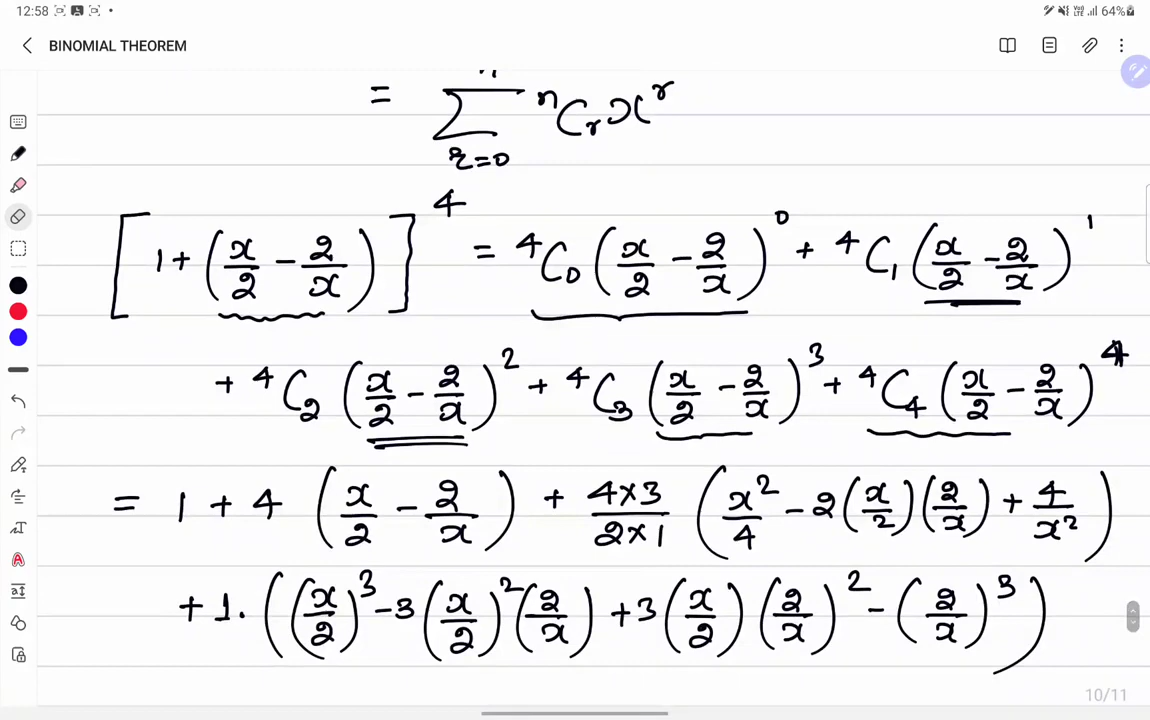 12:58 64%
BINOMIAL THEOREM
= n Σ r=0 ⁿCᵣ xʳ
[1 + (x/2 − 2/x)]⁴ = ⁴C₀ (x/2 − 2/x)⁰ + ⁴C₁ (x/2 − 2/x)¹
+ ⁴C₂ (x/2 − 2/x)² + ⁴C₃ (x/2 − 2/x)³ + ⁴C₄ (x/2 − 2/x)⁴
= 1 + 4 (x/2 − 2/x) + 4×3/2×1 (x²/4 − 2(x/2)(2/x) + 4/x²)
+ 1. ((x/2)³ − 3(x/2)²(2/x) + 3(x/2)(2/x)² − (2/x)³)
10/11